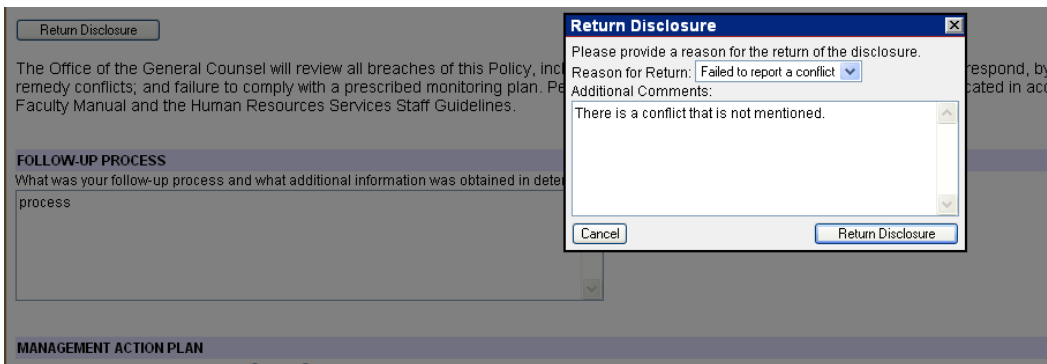 Return Disclosure
The Office of the General Counsel will review all breaches of this Policy, incl
respond, by
remedy conflicts; and failure to comply with a prescribed monitoring plan. Pe
cated in acc
Faculty Manual and the Human Resources Services Staff Guidelines.
FOLLOW-UP PROCESS
What was your follow-up process and what additional information was obtained in dete
process
MANAGEMENT ACTION PLAN
Return Disclosure
Please provide a reason for the return of the disclosure.
Reason for Return: Failed to report a conflict
Additional Comments:
There is a conflict that is not mentioned.
Cancel
Return Disclosure